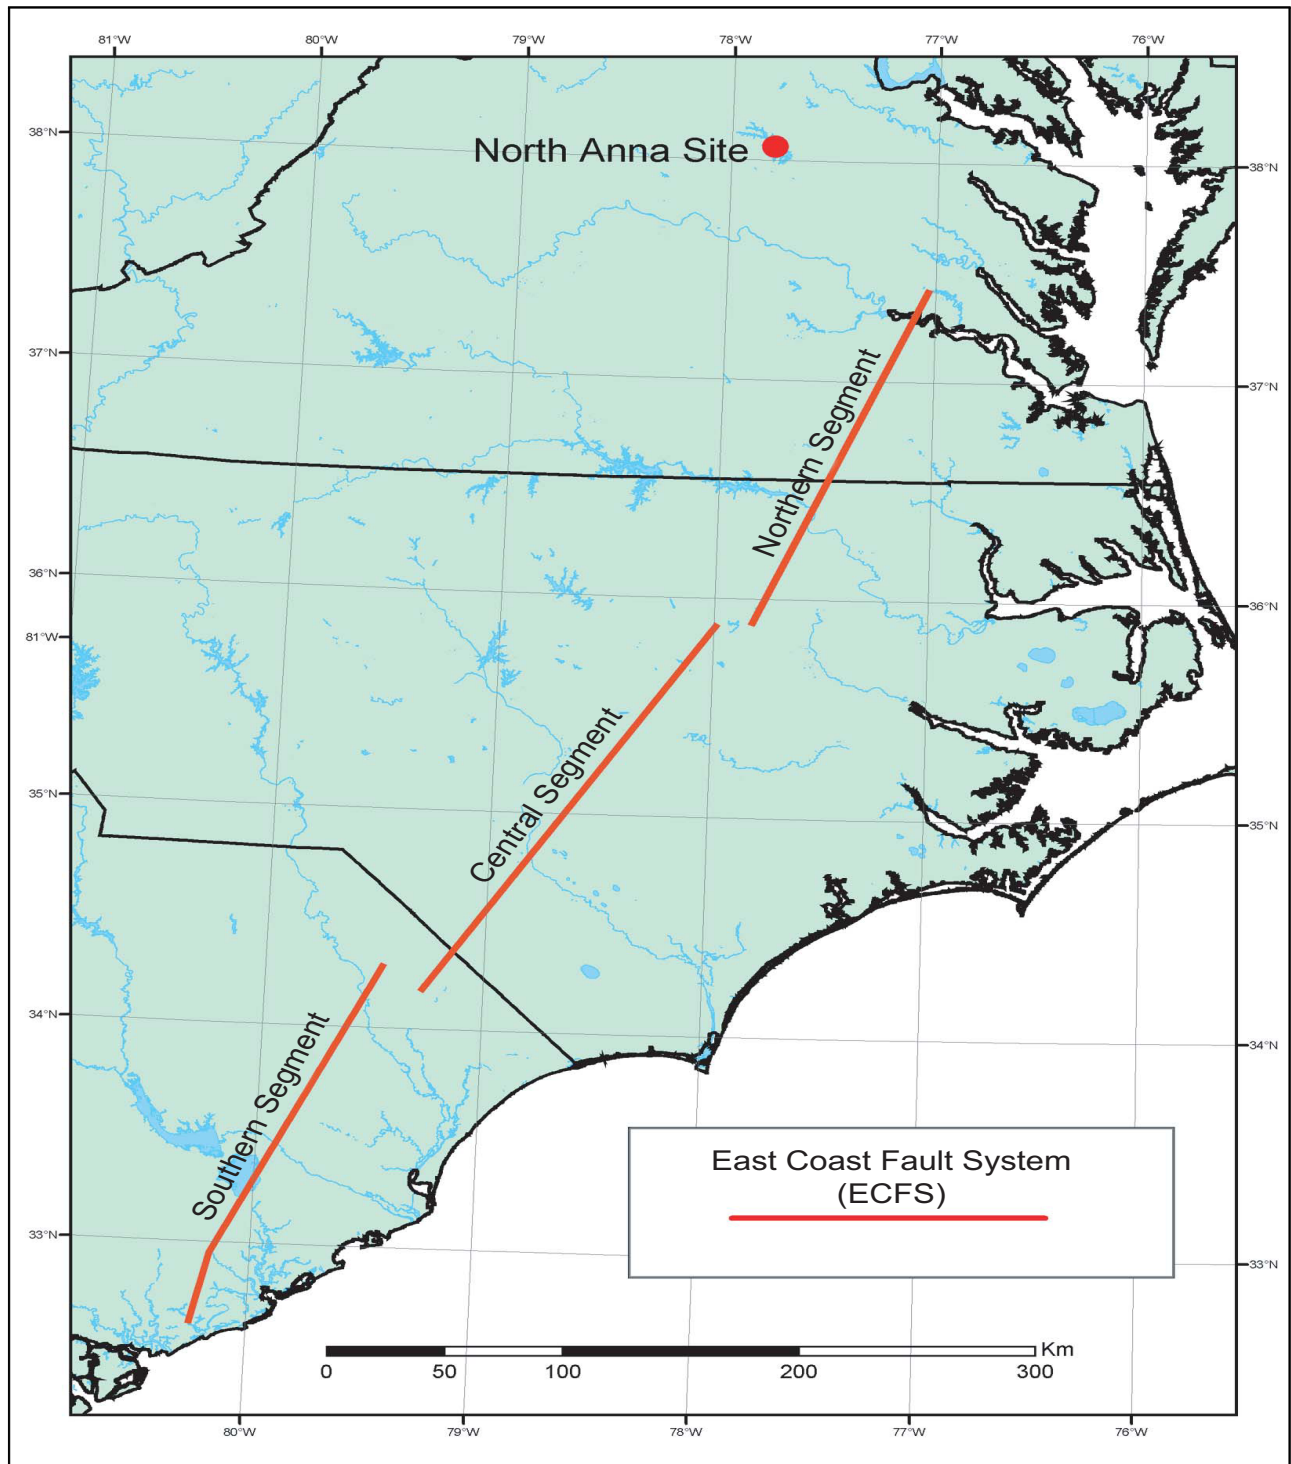 81°W
80°W
79°W
78°W
77°W
76°W
38°N
North Anna Site
38°N
37°N
37°N
Northern Segment
36°N
36°N
81°W
Central Segment
35°N
35°N
34°N
34°N
Southern Segment
East Coast Fault System
(ECFS)
33°N
33°N
Km
0
50
100
200
300
80°W
79°W
78°W
77°W
76°W